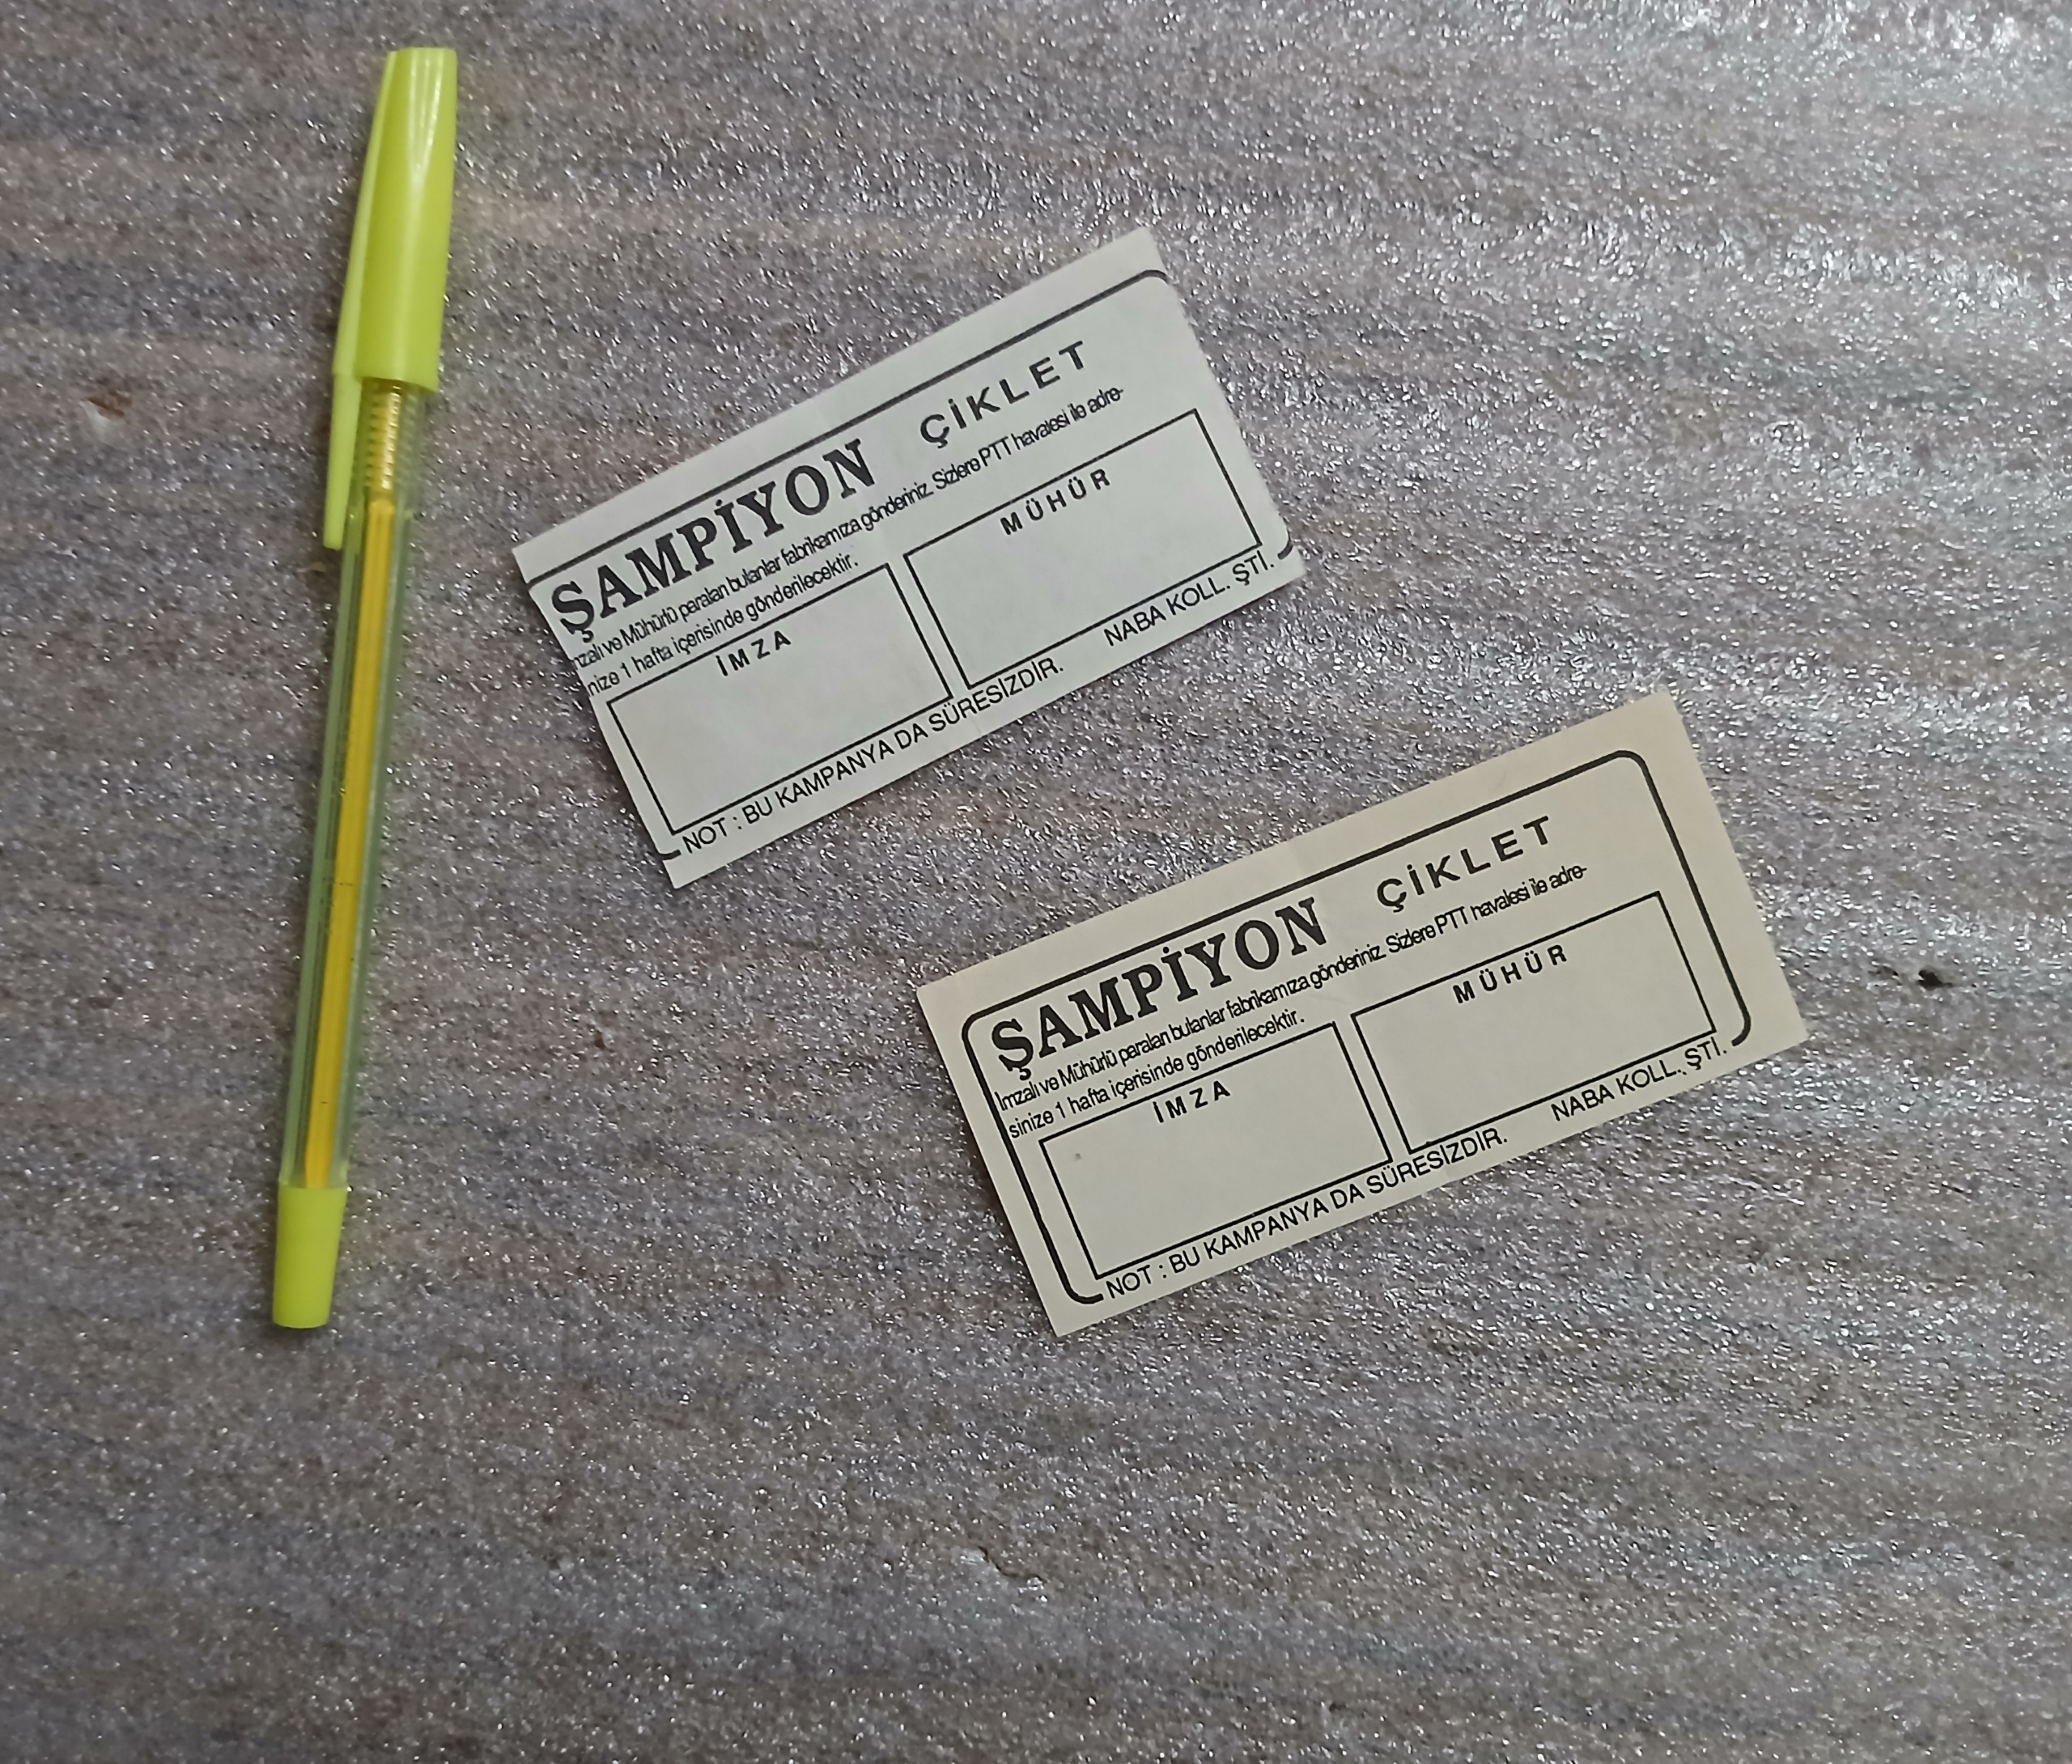 ŞAMPİYON ÇİKLET
mzalı ve Mühürlü paraları bulanlar fabrikamıza gönderiniz. Sizlere PTT havalesi ile adre-
nize 1 hafta içerisinde gönderilecektir.
İMZA MÜHÜR
NOT : BU KAMPANYA DA SÜRESİZDİR. NABA KOLL. ŞTİ.
ŞAMPİYON ÇİKLET
Imzalı ve Mühürlü paraları bulanlar fabrikamıza gönderiniz. Sizlere PTT havalesi ile adre-
sinize 1 hafta içerisinde gönderilecektir.
İMZA MÜHÜR
NOT : BU KAMPANYA DA SÜRESİZDİR. NABA KOLL. ŞTİ.